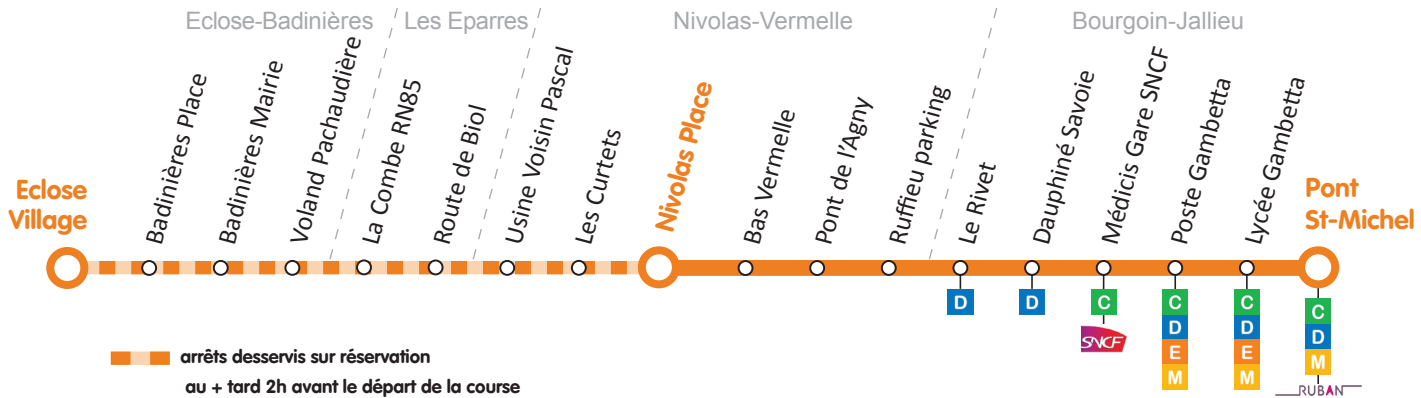 Eclose-Badinières
Les Eparres
Nivolas-Vermelle
Bourgoin-Jallieu
Eclose
Village
Badinières Place
Badinières Mairie
Voland Pachaudière
La Combe RN85
Route de Biol
Usine Voisin Pascal
Les Curtets
Nivolas Place
Bas Vermelle
Pont de l'Agny
Ruffieu parking
Le Rivet
Dauphiné Savoie
Médicis Gare SNCF
Poste Gambetta
Lycée Gambetta
Pont
St-Michel
D
D
C
SNCF
C
D
E
M
C
D
E
M
C
D
M
RUBAN
arrêts desservis sur réservation
au + tard 2h avant le départ de la course